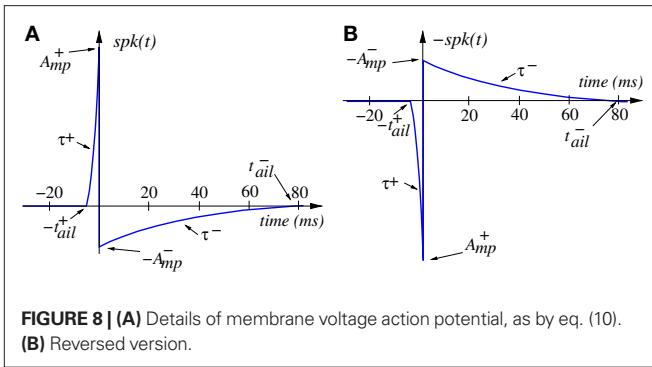 A
spk(t)
A⁺mp
τ+
t⁻ail
−20
20
40
60
80
time (ms)
−t⁺ail
τ⁻
−A⁻mp
B
−spk(t)
−A⁻mp
τ⁻
time (ms)
−20
20
40
60
80
−t⁺ail
t⁻ail
τ+
A⁺mp
FIGURE 8 | (A) Details of membrane voltage action potential, as by eq. (10).
(B) Reversed version.